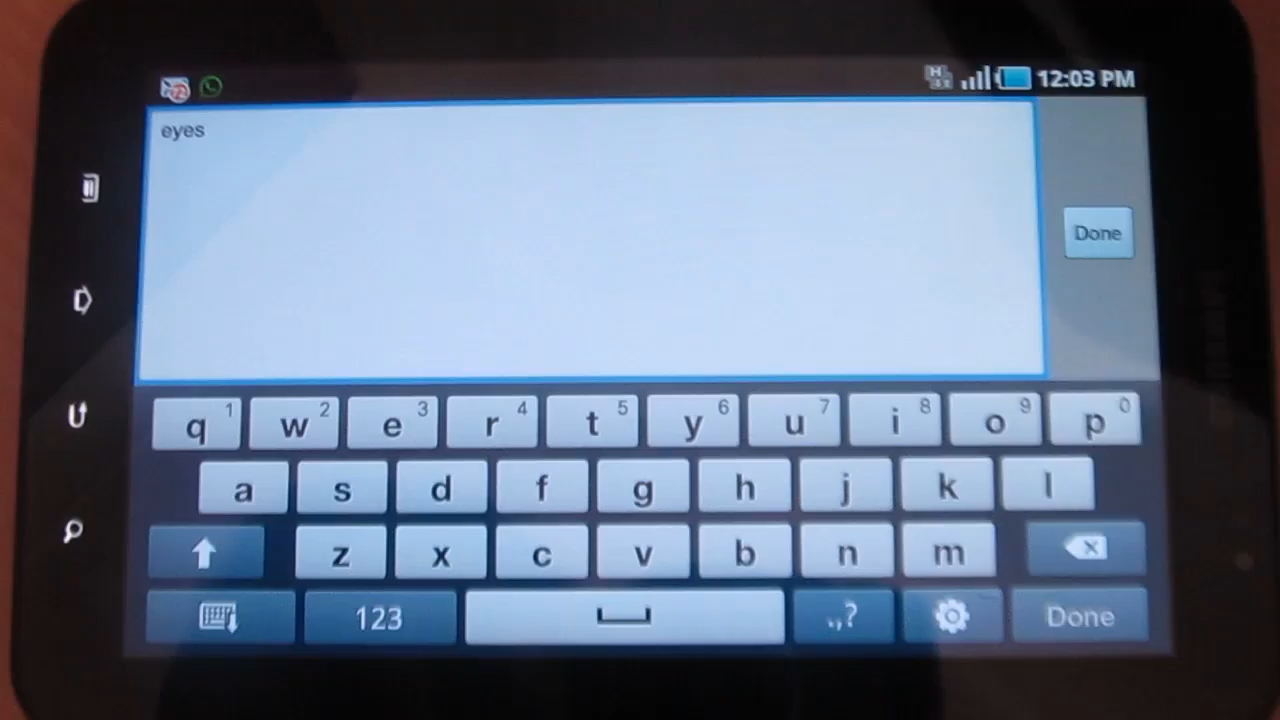 12:03 PM
eyes
Done
q 1 w 2 e 3 r 4 t 5 y 6 u 7 i 8 o 9 p 0
a s d f g h j k l
z x c v b n m
123 .,? Done